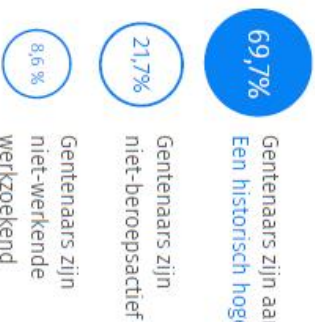 69,7%
Gentenaars zijn
Een historisch
21,7%
Gentenaars zijn
niet-beroepsactief
8,6 %
Gentenaars zijn
niet-werkende
werkzoekend